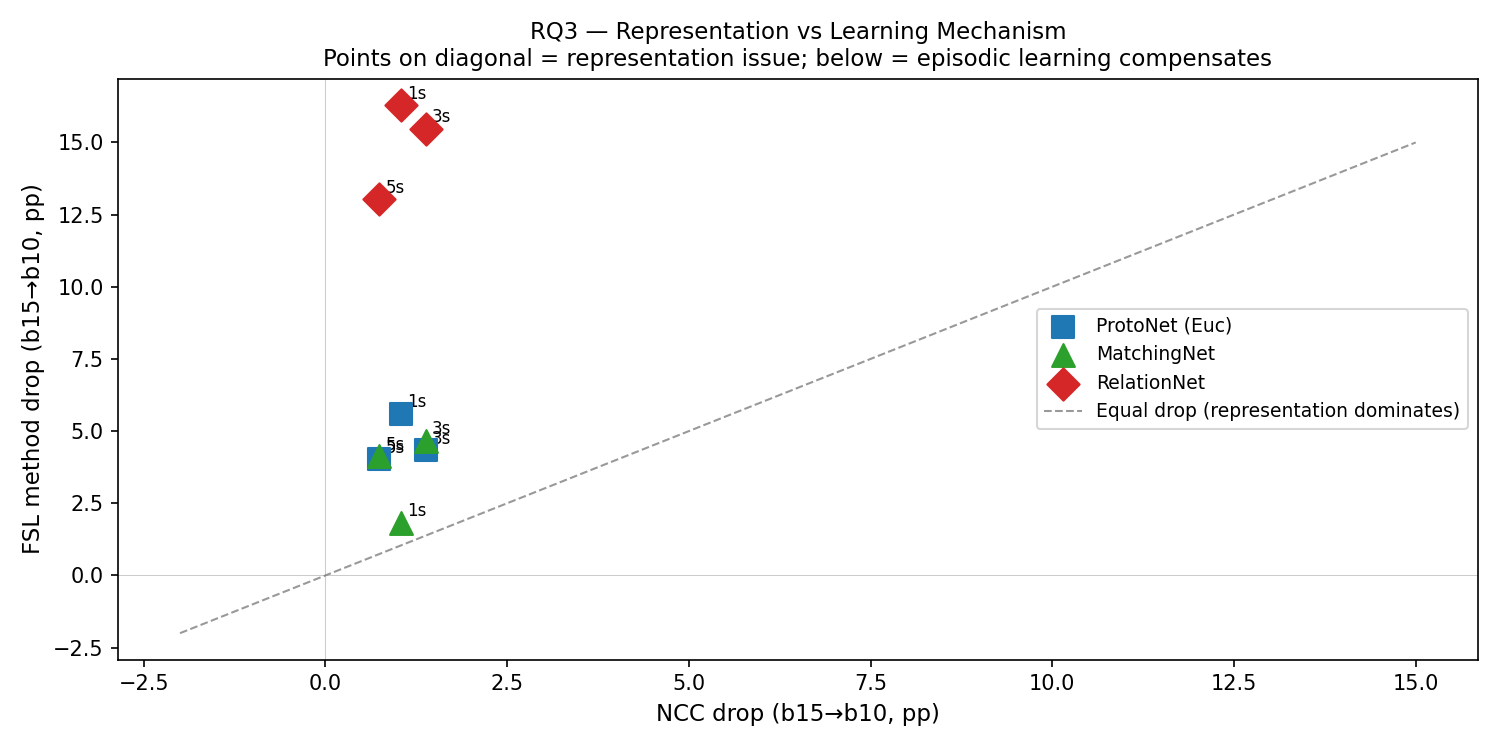 RQ3 — Representation vs Learning Mechanism
Points on diagonal = representation issue; below = episodic learning compensates
FSL method drop (b15→b10, pp)
15.0
12.5
10.0
7.5
5.0
2.5
0.0
−2.5
1s
3s
5s
1s
3s
3s
5s
5s
1s
ProtoNet (Euc)
MatchingNet
RelationNet
Equal drop (representation dominates)
−2.5
0.0
2.5
5.0
7.5
10.0
12.5
15.0
NCC drop (b15→b10, pp)